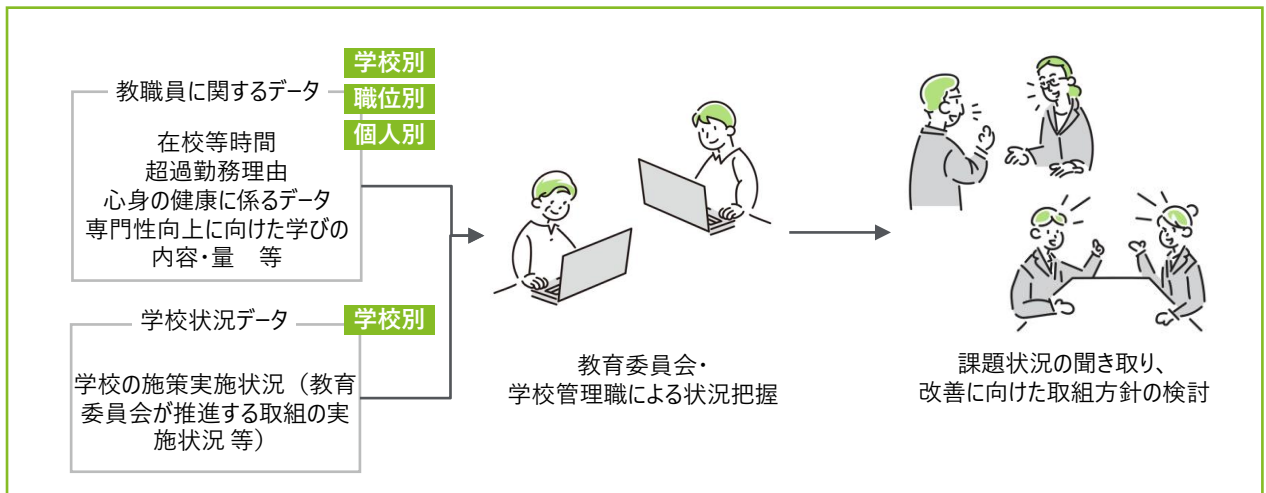 学校別
教職員に関するデータ
職位別
個人別
在校等時間
超過勤務理由
心身の健康に係るデータ
専門性向上に向けた学びの
内容・量　等
学校状況データ
学校別
学校の施策実施状況（教育
委員会が推進する取組の実
施状況 等）
教育委員会・
学校管理職による状況把握
課題状況の聞き取り、
改善に向けた取組方針の検討